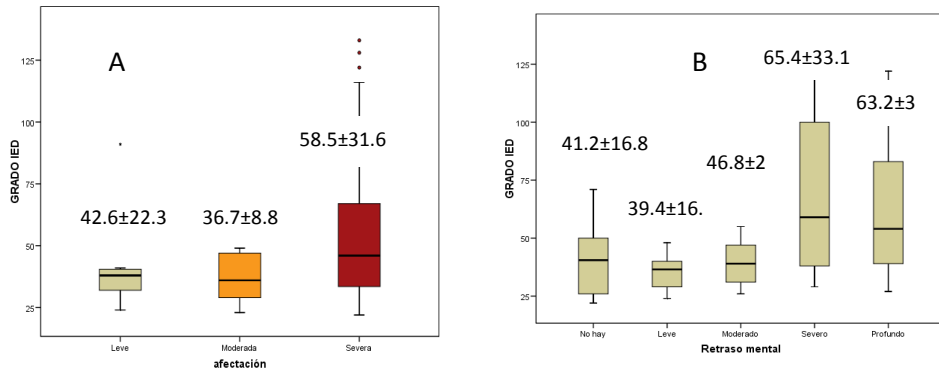 A
GRADO IED
125
100
75
50
25
58.5±31.6
42.6±22.3
36.7±8.8
Leve
Moderada
Severa
afectación
B
GRADO IED
125
100
75
50
25
65.4±33.1
63.2±3
41.2±16.8
46.8±2
39.4±16.
No hay
Leve
Moderado
Severo
Profundo
Retraso mental